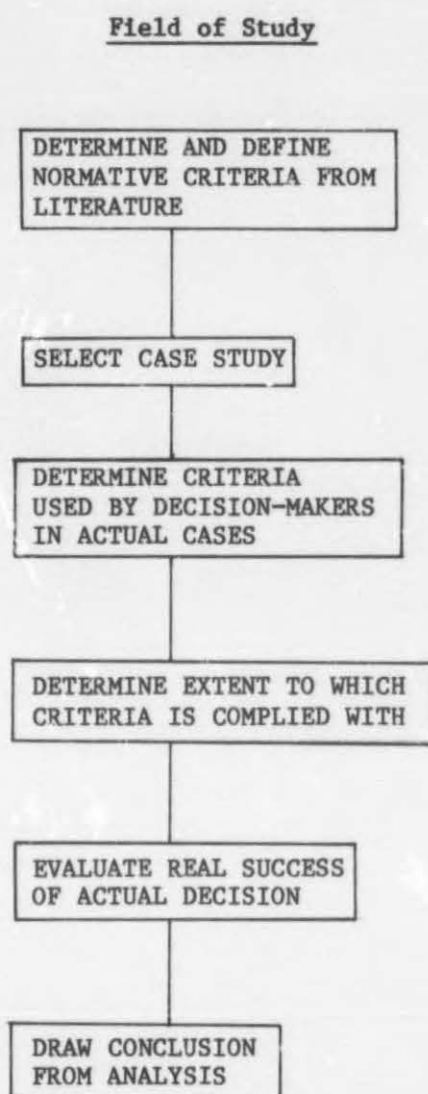 Field of Study
DETERMINE AND DEFINE
NORMATIVE CRITERIA FROM
LITERATURE
SELECT CASE STUDY
DETERMINE CRITERIA
USED BY DECISION-MAKERS
IN ACTUAL CASES
DETERMINE EXTENT TO WHICH
CRITERIA IS COMPLIED WITH
EVALUATE REAL SUCCESS
OF ACTUAL DECISION
DRAW CONCLUSION
FROM ANALYSIS